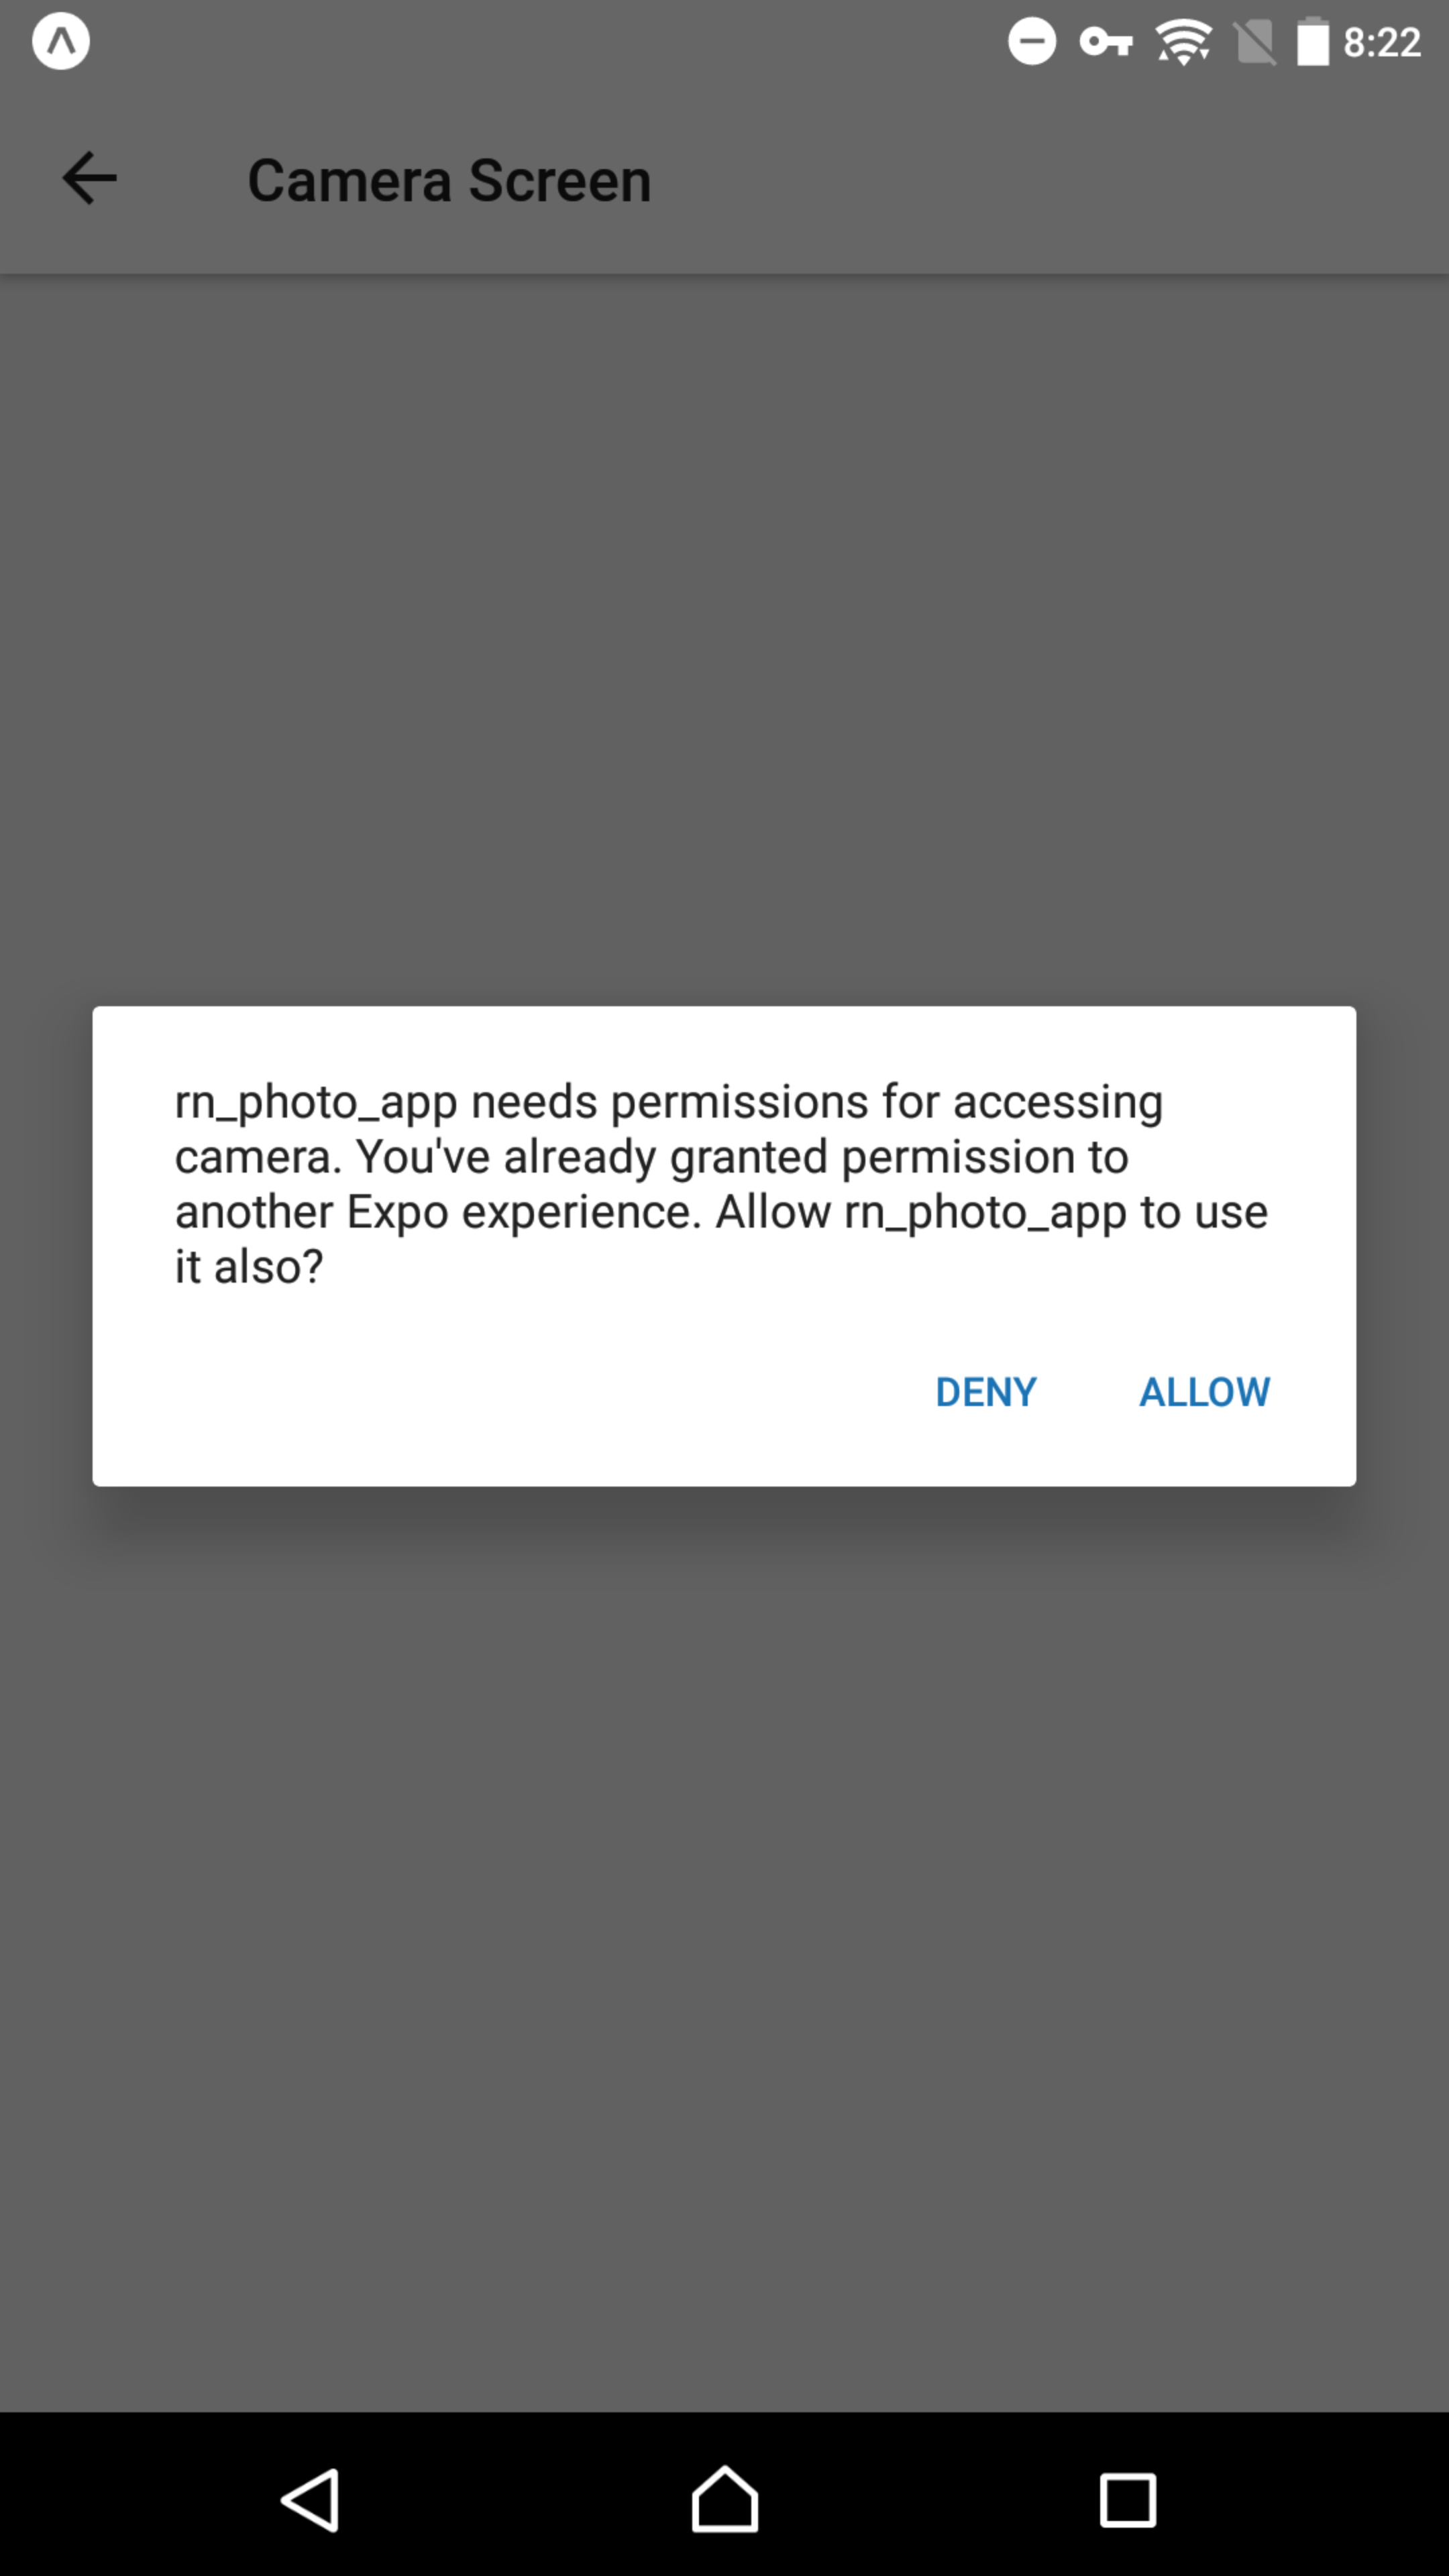 8:22
Camera Screen
rn_photo_app needs permissions for accessing
camera. You've already granted permission to
another Expo experience. Allow rn_photo_app to use
it also?
DENY ALLOW